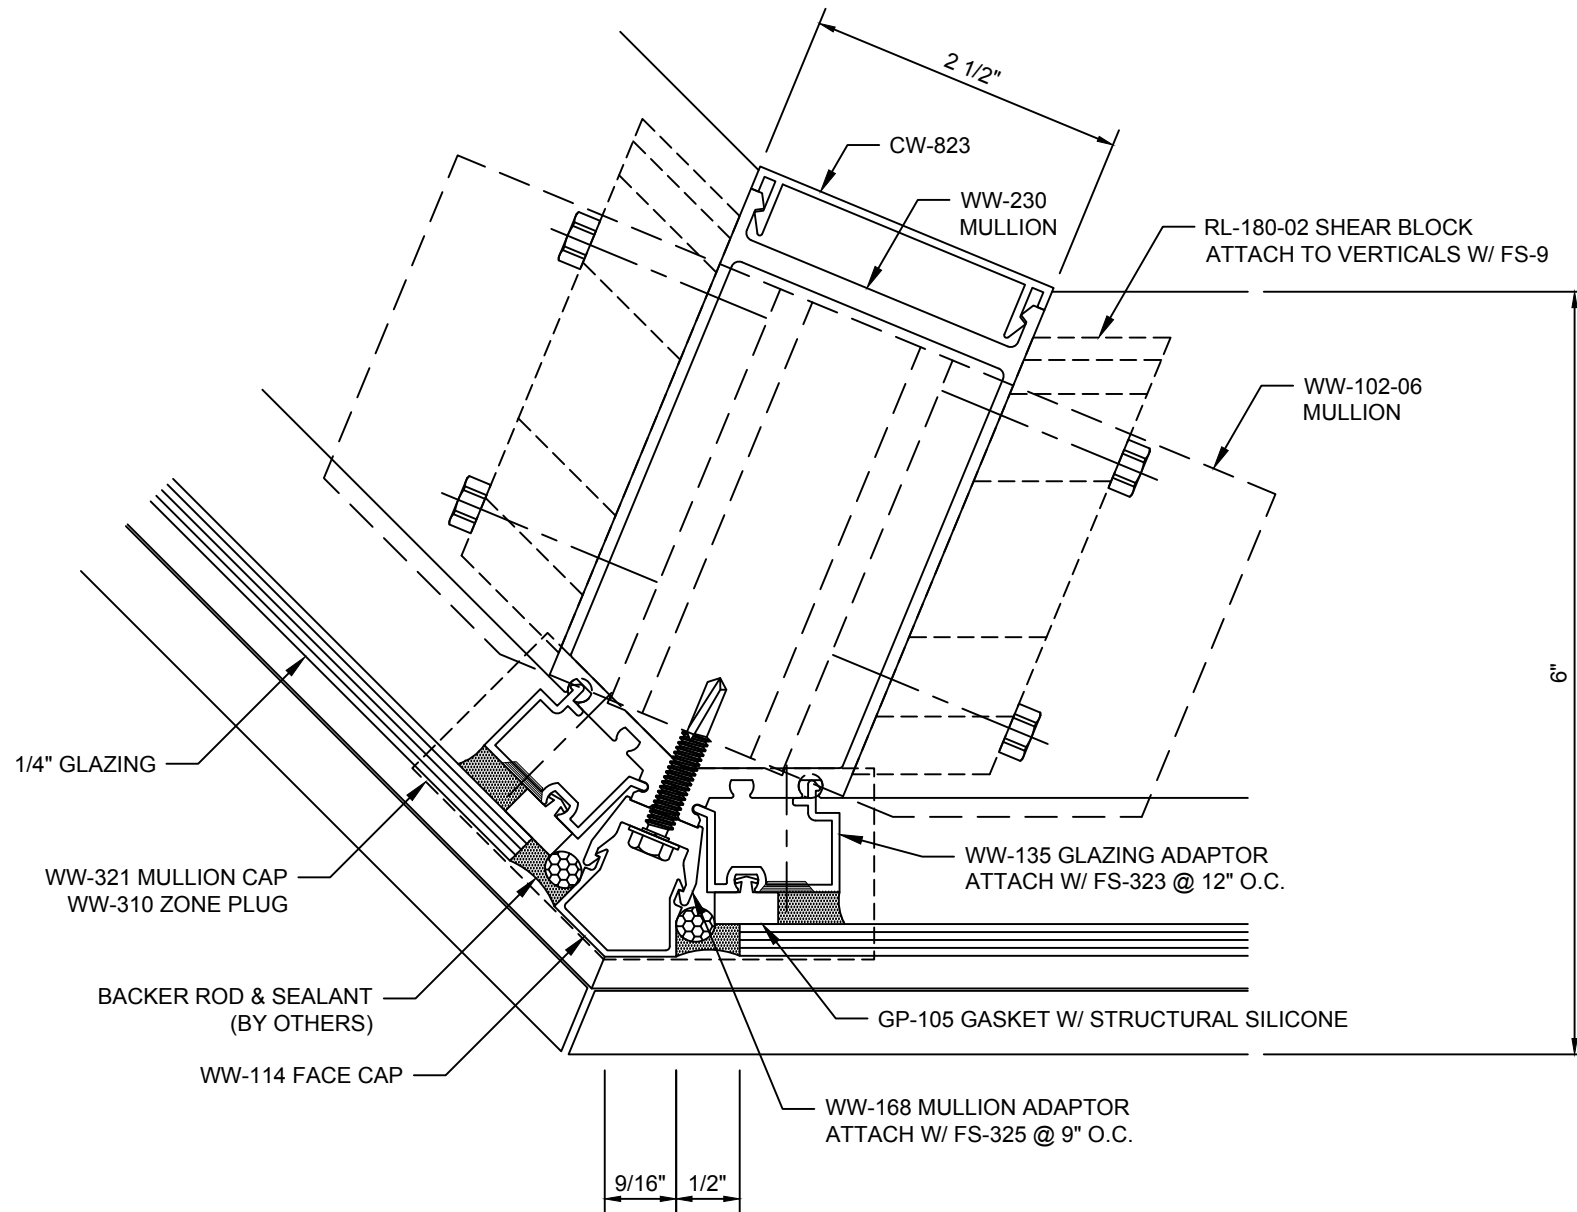 2 1/2"
CW-823
WW-230
MULLION
RL-180-02 SHEAR BLOCK
ATTACH TO VERTICALS W/ FS-9
WW-102-06
MULLION
6"
1/4" GLAZING
WW-321 MULLION CAP
WW-310 ZONE PLUG
WW-135 GLAZING ADAPTOR
ATTACH W/ FS-323 @ 12" O.C.
BACKER ROD & SEALANT
(BY OTHERS)
GP-105 GASKET W/ STRUCTURAL SILICONE
WW-114 FACE CAP
WW-168 MULLION ADAPTOR
ATTACH W/ FS-325 @ 9" O.C.
9/16"
1/2"